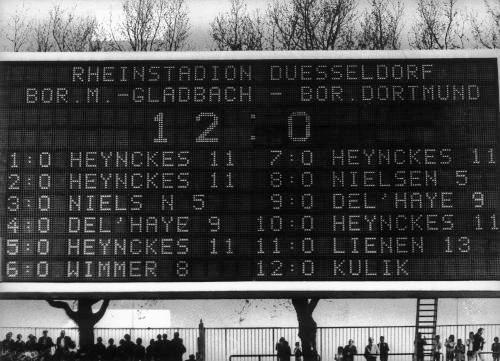 RHEINSTADION DUESSELDORF
BOR.M.-GLADBACH - BOR.DORTMUND
12:0
1:0 HEYNCKES 11 7:0 HEYNCKES 11
2:0 HEYNCKES 11 8:0 NIELSEN 5
3:0 NIELS N 5 9:0 DEL'HAYE 9
4:0 DEL'HAYE 9 10:0 HEYNCKES 11
5:0 HEYNCKES 11 11:0 LIENEN 13
6:0 WIMMER 8 12:0 KULIK